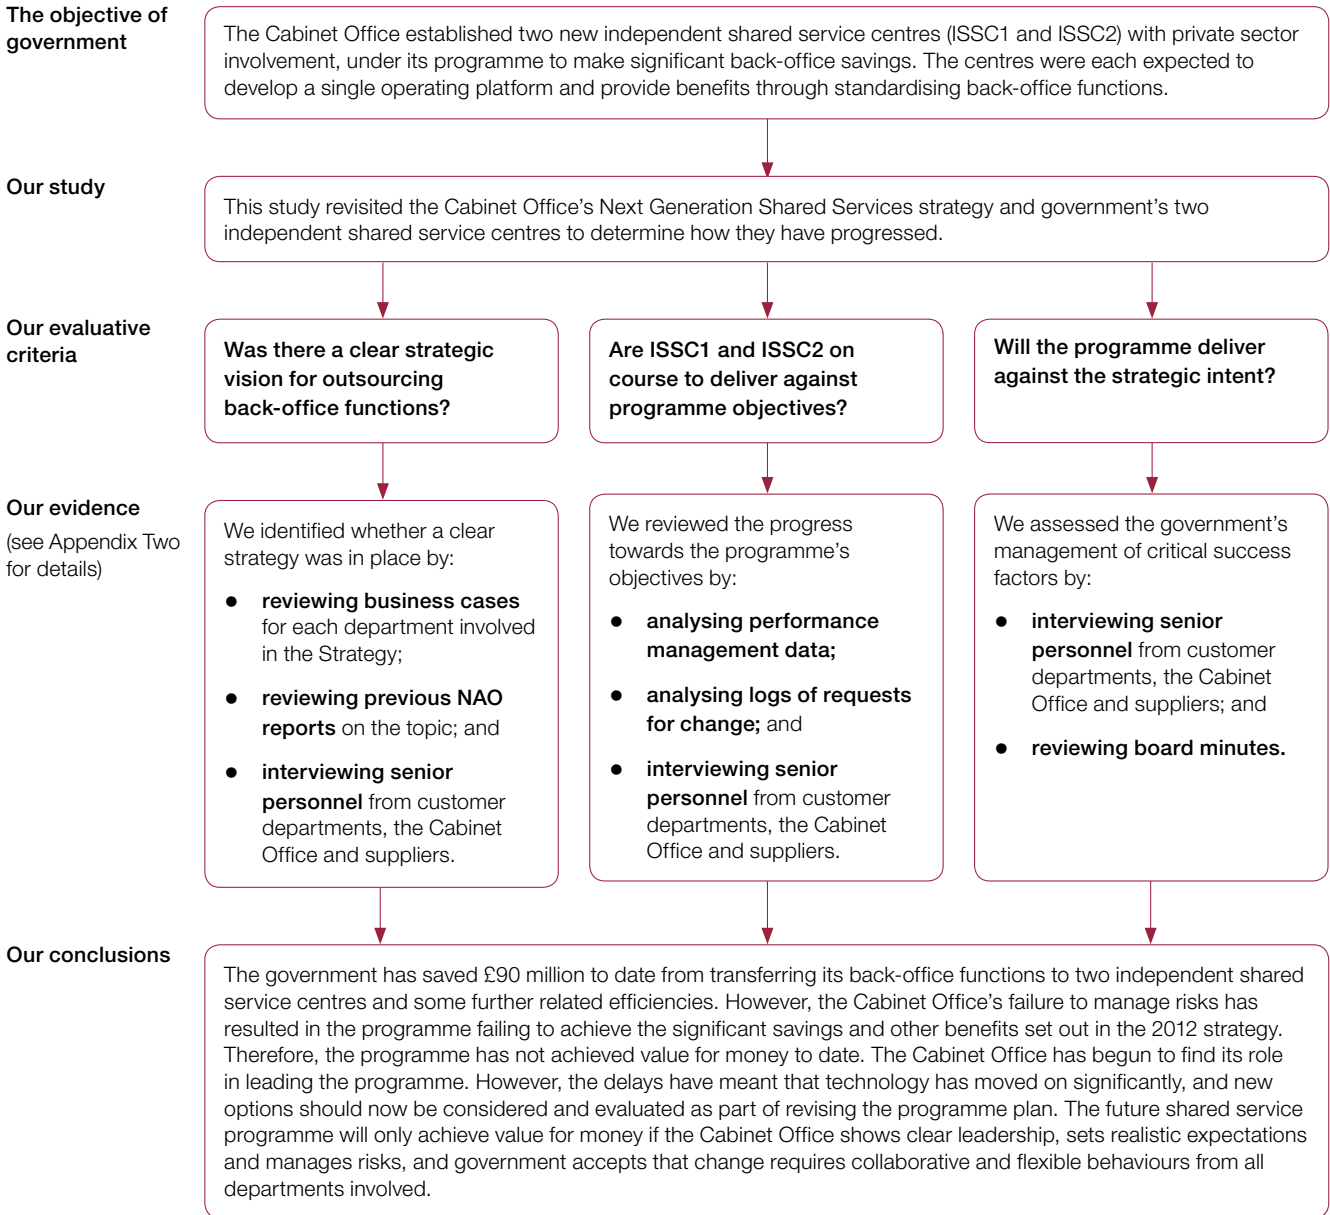 The objective of
government
The Cabinet Office established two new independent shared service centres (ISSC1 and ISSC2) with private sector
involvement, under its programme to make significant back-office savings. The centres were each expected to
develop a single operating platform and provide benefits through standardising back-office functions.
Our study
This study revisited the Cabinet Office's Next Generation Shared Services strategy and government's two
independent shared service centres to determine how they have progressed.
Our evaluative
criteria
Was there a clear strategic
vision for outsourcing
back-office functions?
Are ISSC1 and ISSC2 on
course to deliver against
programme objectives?
Will the programme deliver
against the strategic intent?
Our evidence
(see Appendix Two
for details)
We identified whether a clear
strategy was in place by:
● reviewing business cases
for each department involved
in the Strategy;
● reviewing previous NAO
reports on the topic; and
● interviewing senior
personnel from customer
departments, the Cabinet
Office and suppliers.
We reviewed the progress
towards the programme's
objectives by:
● analysing performance
management data;
● analysing logs of requests
for change; and
● interviewing senior
personnel from customer
departments, the Cabinet
Office and suppliers.
We assessed the government's
management of critical success
factors by:
● interviewing senior
personnel from customer
departments, the Cabinet
Office and suppliers; and
● reviewing board minutes.
Our conclusions
The government has saved £90 million to date from transferring its back-office functions to two independent shared
service centres and some further related efficiencies. However, the Cabinet Office's failure to manage risks has
resulted in the programme failing to achieve the significant savings and other benefits set out in the 2012 strategy.
Therefore, the programme has not achieved value for money to date. The Cabinet Office has begun to find its role
in leading the programme. However, the delays have meant that technology has moved on significantly, and new
options should now be considered and evaluated as part of revising the programme plan. The future shared service
programme will only achieve value for money if the Cabinet Office shows clear leadership, sets realistic expectations
and manages risks, and government accepts that change requires collaborative and flexible behaviours from all
departments involved.